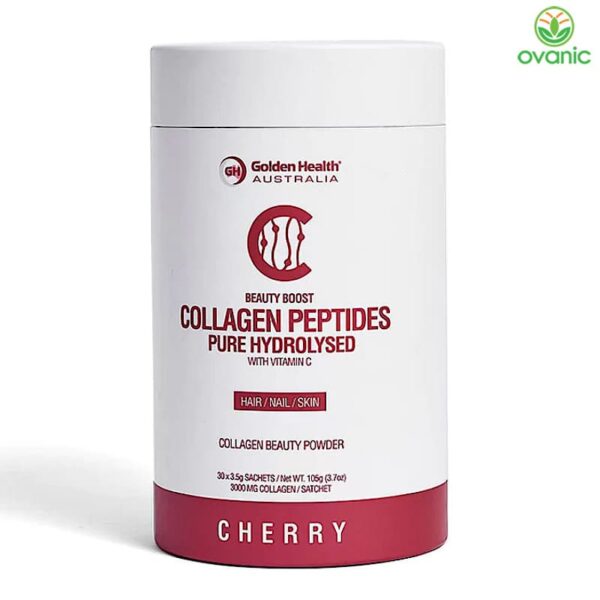 ovanic
GH
Golden Health®
AUSTRALIA
C
BEAUTY BOOST
COLLAGEN PEPTIDES
PURE HYDROLYSED
WITH VITAMIN C
HAIR / NAIL / SKIN
COLLAGEN BEAUTY POWDER
30 x 3.5g SACHETS / NET WT. 105g (3.7oz)
3000 MG COLLAGEN / SATCHET
CHERRY